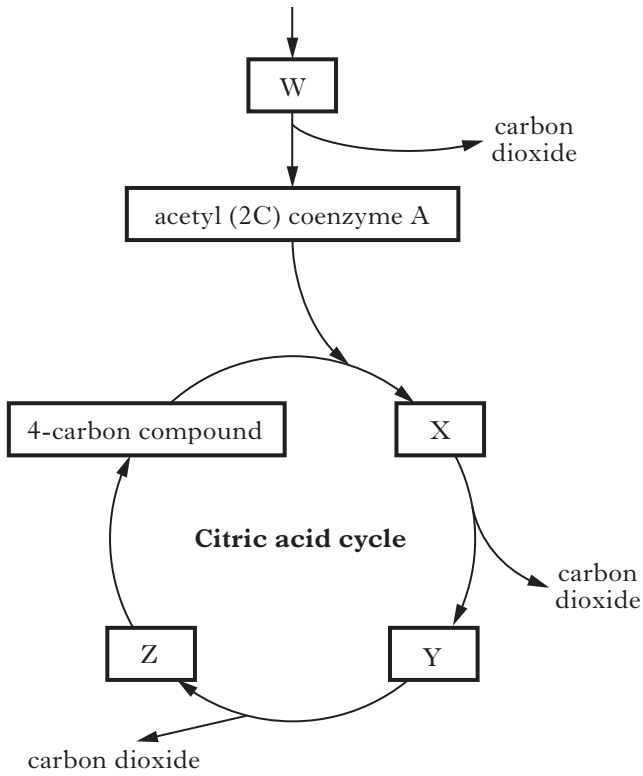 W
carbon
dioxide
acetyl (2C) coenzyme A
4-carbon compound
X
Citric acid cycle
carbon
dioxide
Z
Y
carbon dioxide